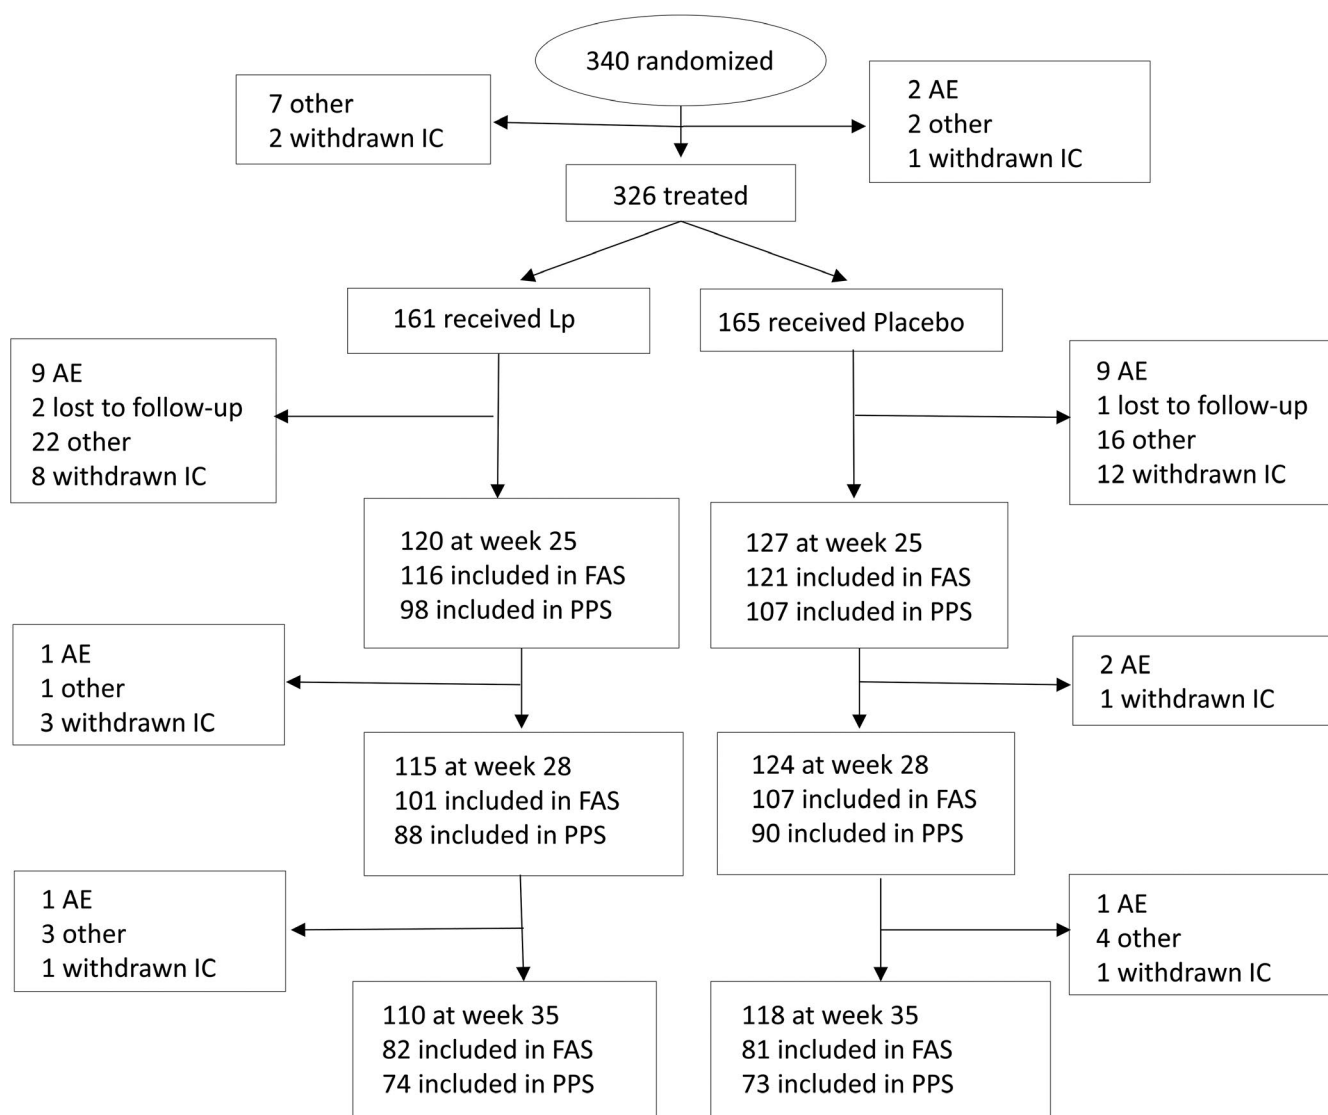 340 randomized
7 other
2 withdrawn IC
2 AE
2 other
1 withdrawn IC
326 treated
161 received Lp
165 received Placebo
9 AE
2 lost to follow-up
22 other
8 withdrawn IC
9 AE
1 lost to follow-up
16 other
12 withdrawn IC
120 at week 25
116 included in FAS
98 included in PPS
127 at week 25
121 included in FAS
107 included in PPS
1 AE
1 other
3 withdrawn IC
2 AE
1 withdrawn IC
115 at week 28
101 included in FAS
88 included in PPS
124 at week 28
107 included in FAS
90 included in PPS
1 AE
3 other
1 withdrawn IC
1 AE
4 other
1 withdrawn IC
110 at week 35
82 included in FAS
74 included in PPS
118 at week 35
81 included in FAS
73 included in PPS